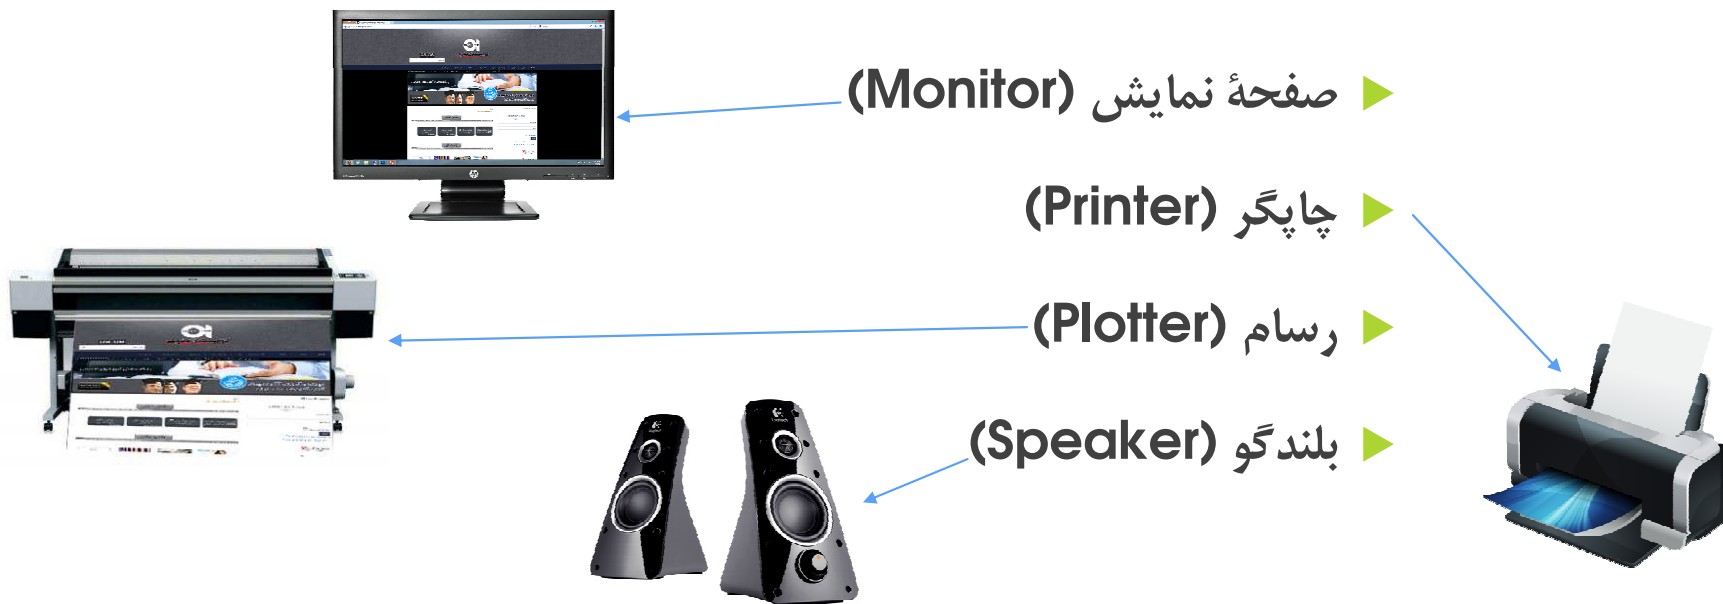 صفحهٔ نمایش (Monitor)
چاپگر (Printer)
رسام (Plotter)
بلندگو (Speaker)